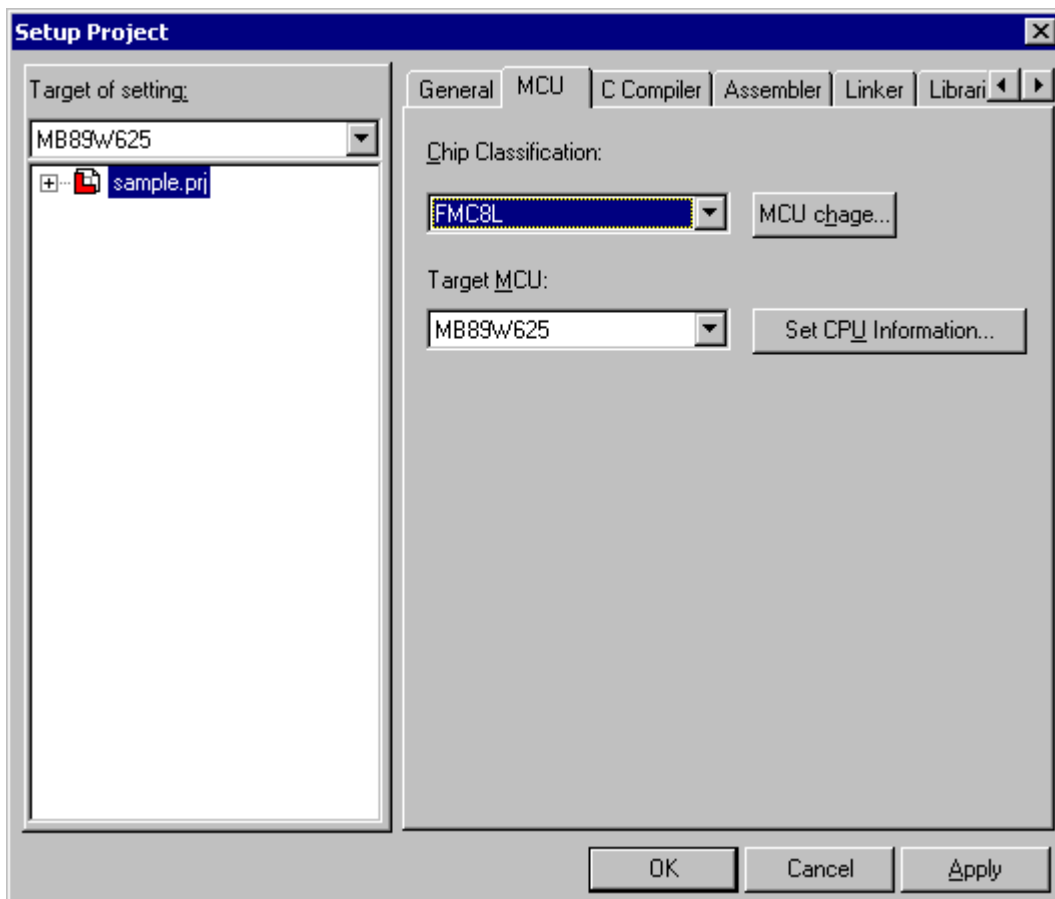 Setup Project
Target of setting:
MB89W625
sample.prj
General MCU C Compiler Assembler Linker Librari
Chip Classification:
FMC8L
MCU chage...
Target MCU:
MB89W625
Set CPU Information...
OK Cancel Apply